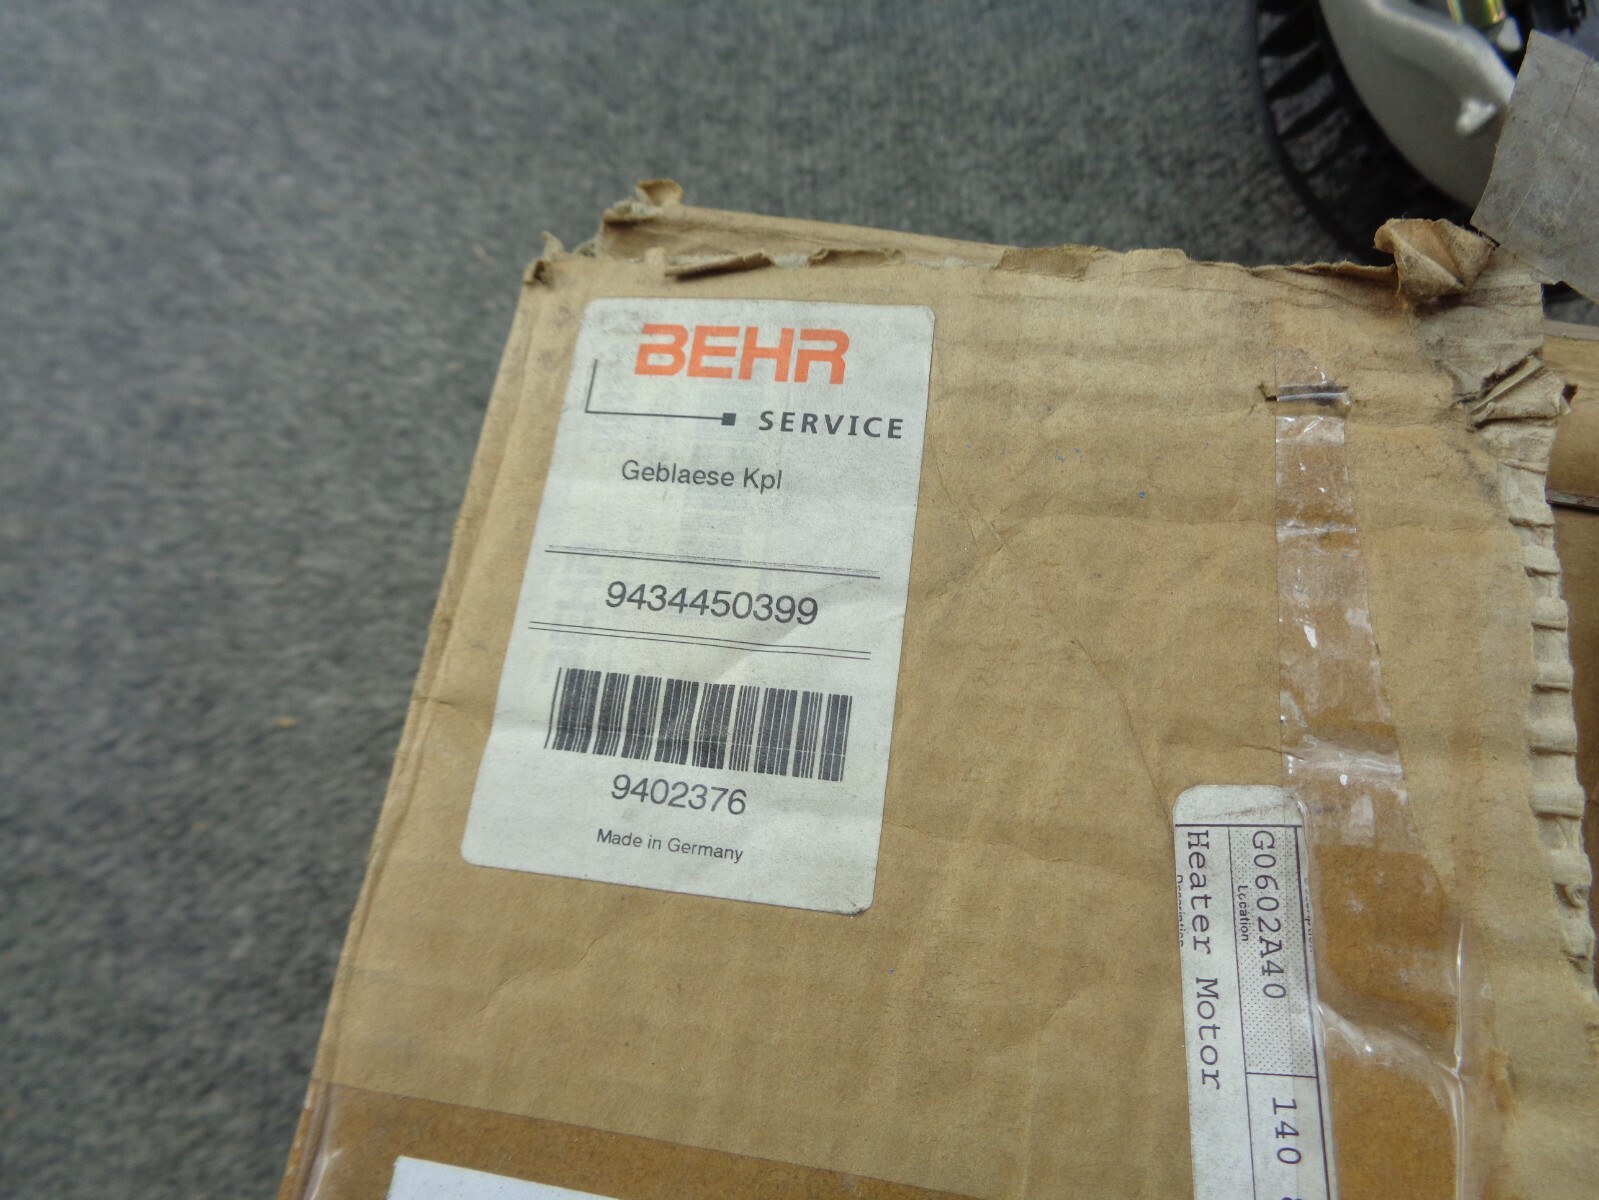 BEHR
SERVICE
Geblaese Kpl
9434450399
9402376
Made in Germany
G0602A40
140
Location
Heater Motor